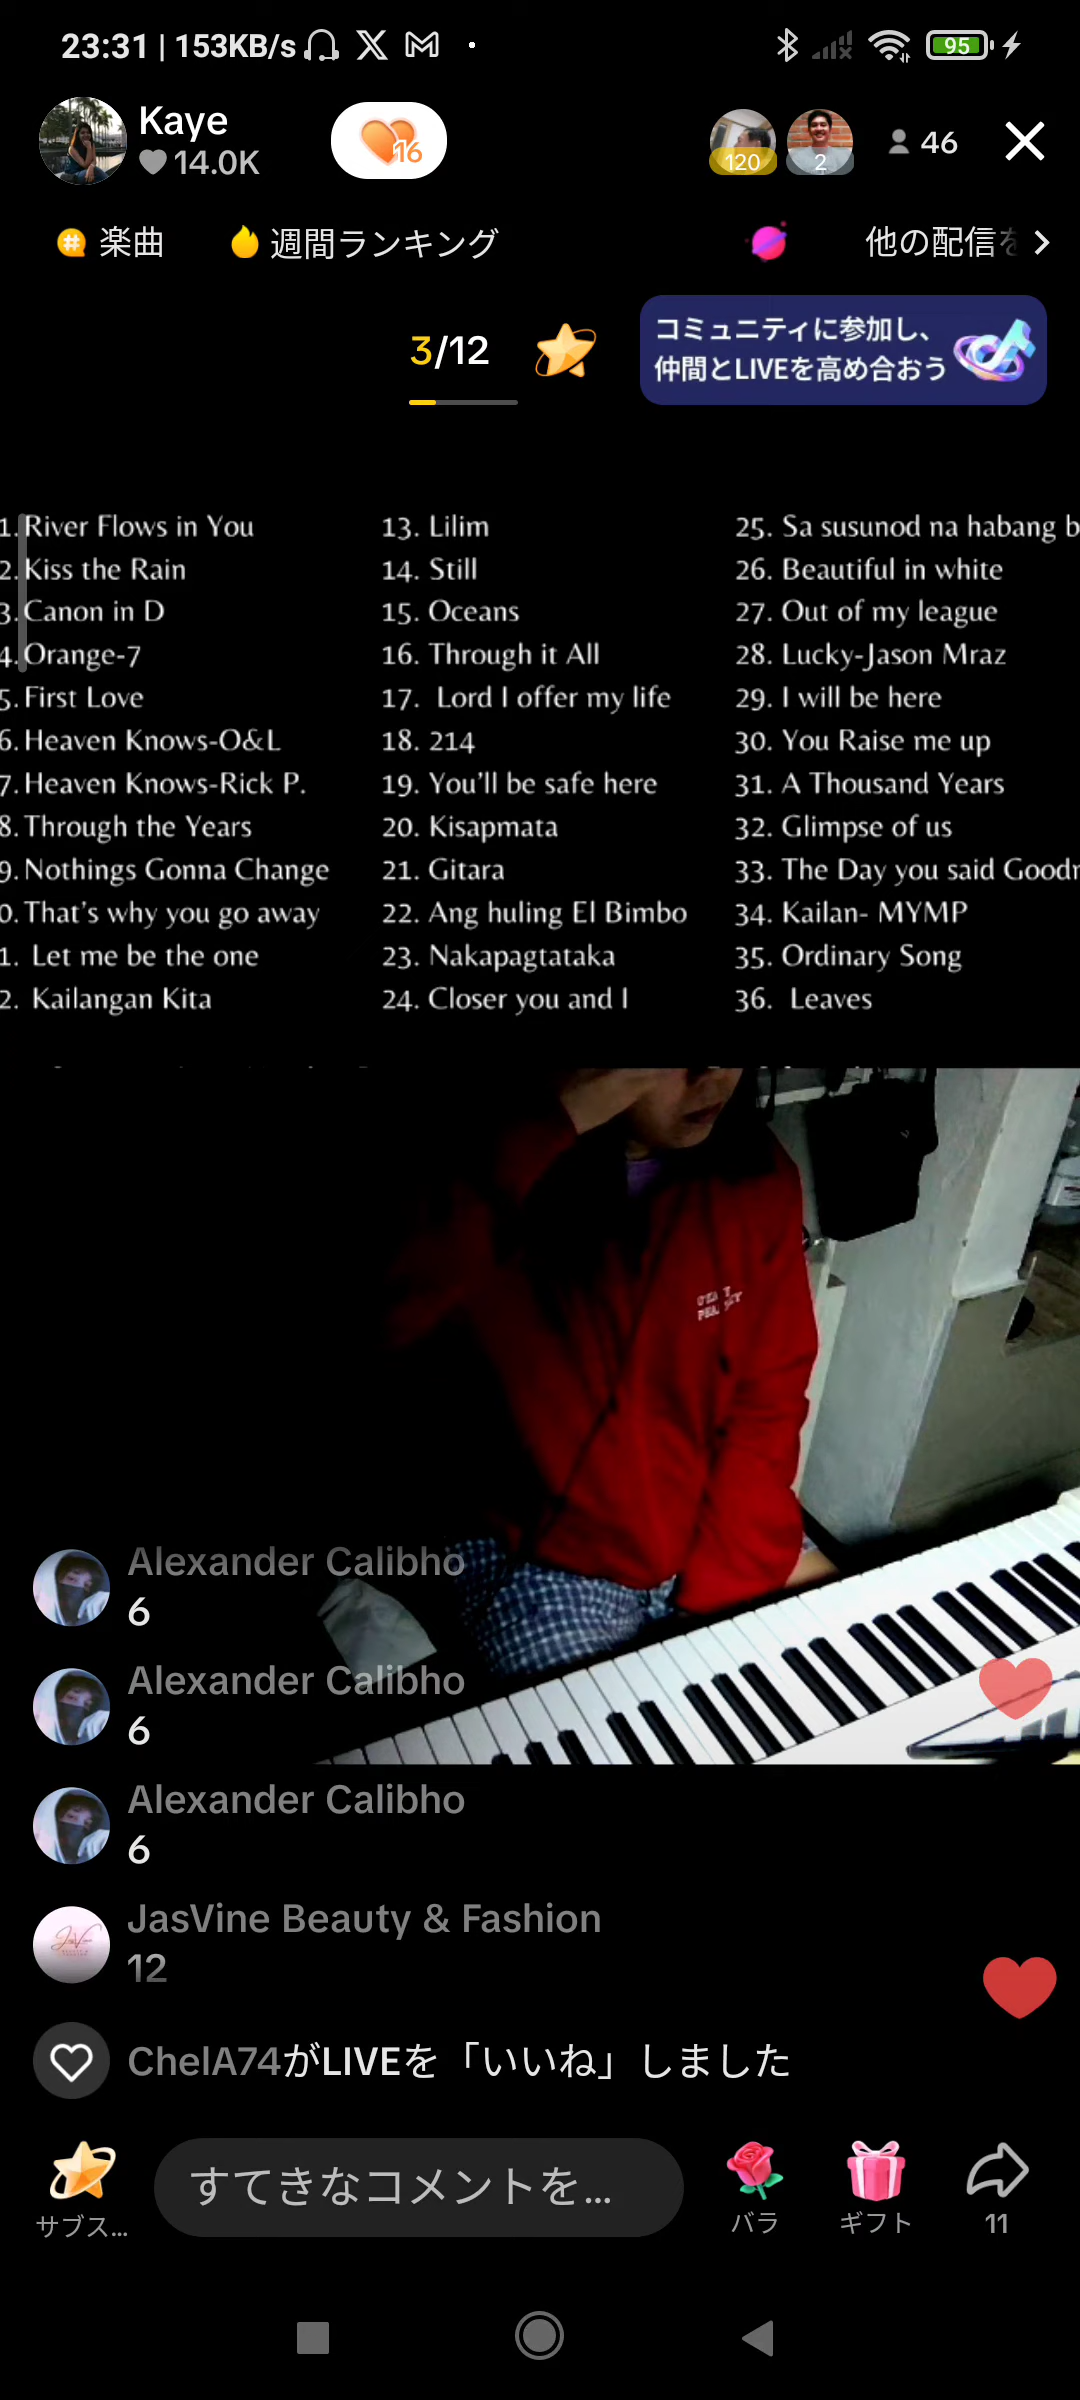 23:31 | 153KB/s
95
Kaye
14.0K
16
120
2
46
楽曲
週間ランキング
他の配信を
3/12
コミュニティに参加し、
仲間とLIVEを高め合おう
1. River Flows in You
2. Kiss the Rain
3. Canon in D
4. Orange-7
5. First Love
6. Heaven Knows-O&L
7. Heaven Knows-Rick P.
8. Through the Years
9. Nothings Gonna Change
0. That's why you go away
1. Let me be the one
2. Kailangan Kita
13. Lilim
14. Still
15. Oceans
16. Through it All
17. Lord I offer my life
18. 214
19. You'll be safe here
20. Kisapmata
21. Gitara
22. Ang huling El Bimbo
23. Nakapagtataka
24. Closer you and I
25. Sa susunod na habang b
26. Beautiful in white
27. Out of my league
28. Lucky-Jason Mraz
29. I will be here
30. You Raise me up
31. A Thousand Years
32. Glimpse of us
33. The Day you said Goodn
34. Kailan- MYMP
35. Ordinary Song
36. Leaves
Alexander Calibho
6
Alexander Calibho
6
Alexander Calibho
6
JasVine Beauty & Fashion
12
ChelA74がLIVEを「いいね」しました
サブス...
すてきなコメントを...
バラ
ギフト
11